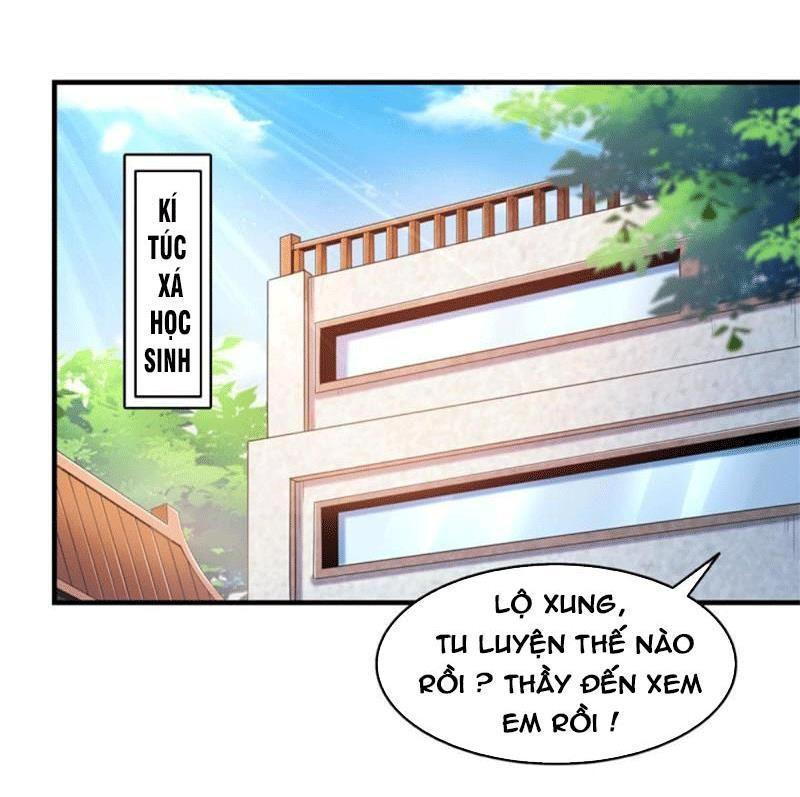 KÍ
TÚC
XÁ
HỌC
SINH
LỘ XUNG,
TU LUYỆN THẾ NÀO
RỒI ? THẦY ĐẾN XEM
EM RỒI !